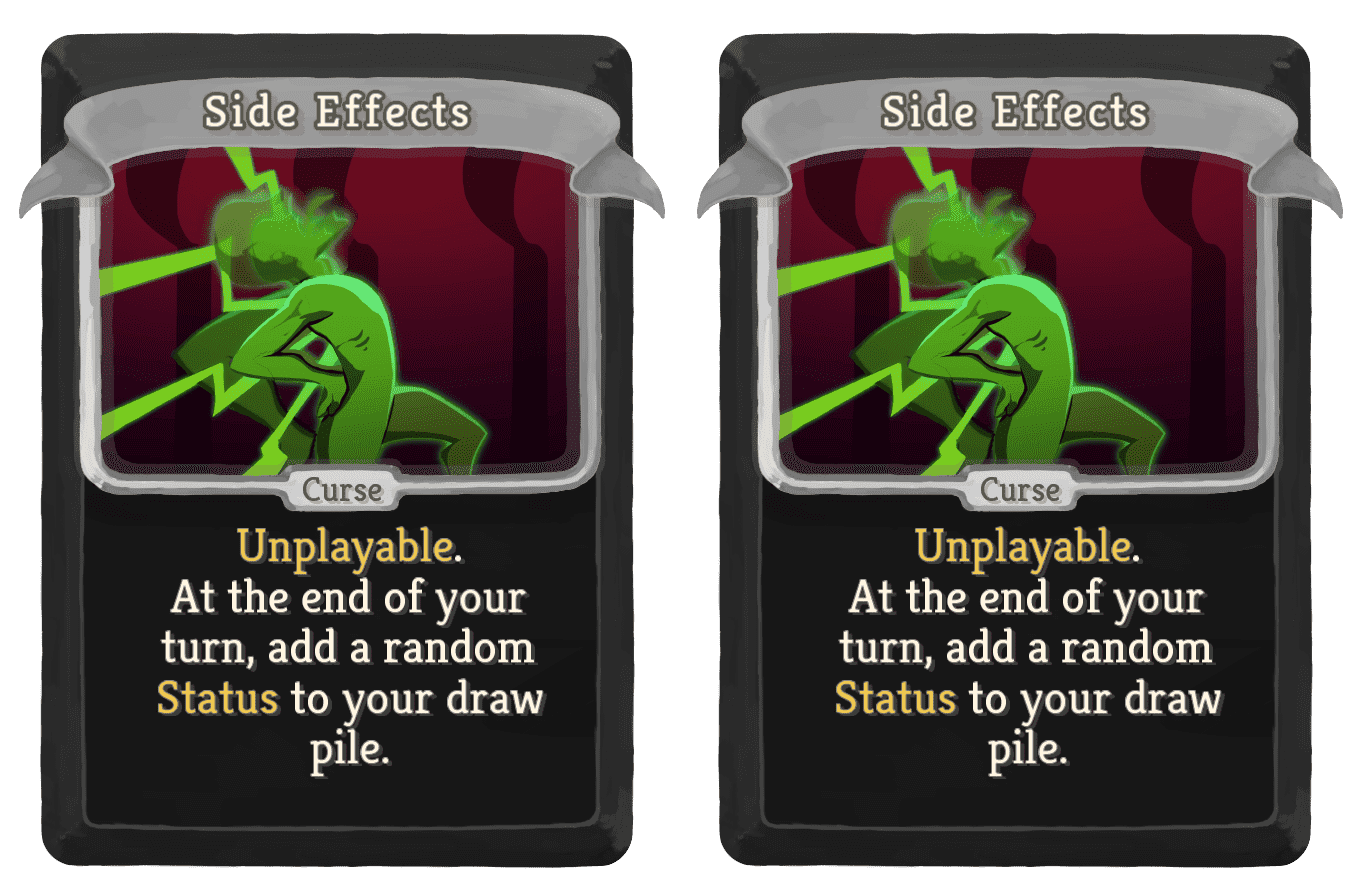 Side Effects
Curse
Unplayable.
At the end of your
turn, add a random
Status to your draw
pile.
Side Effects
Curse
Unplayable.
At the end of your
turn, add a random
Status to your draw
pile.